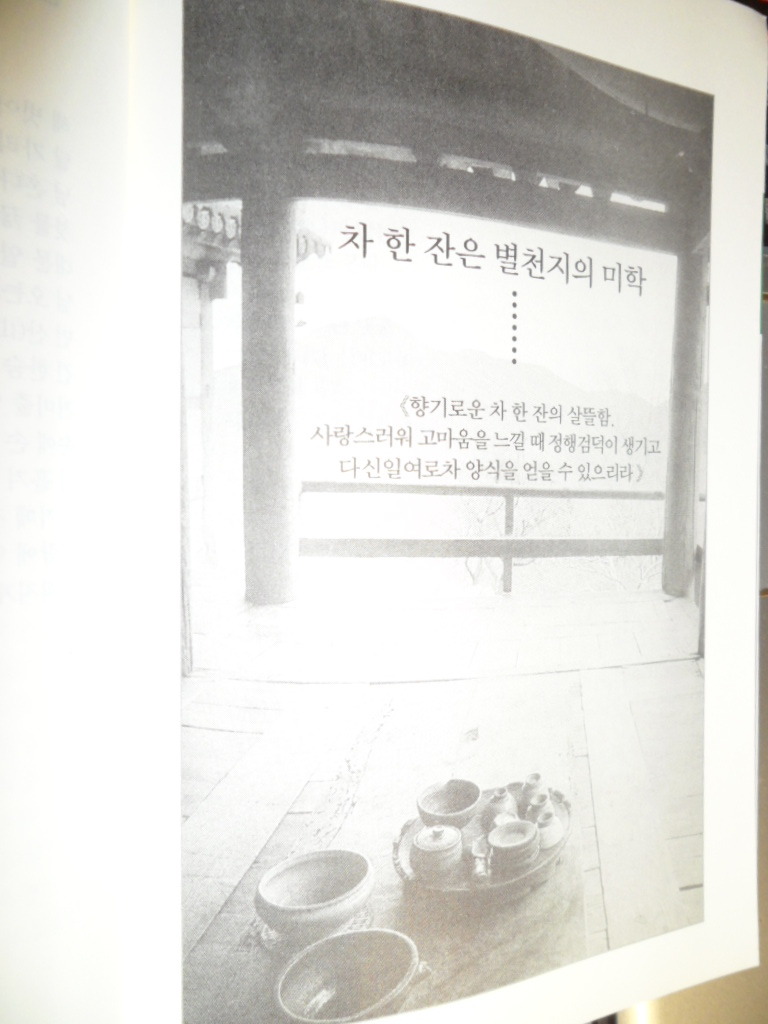 차 한 잔은 별천지의 미학
《향기로운 차 한 잔의 살뜰함,
사랑스러워 고마움을 느낄 때 정행검덕이 생기고
다신일여로차 양식을 얻을 수 있으리라》